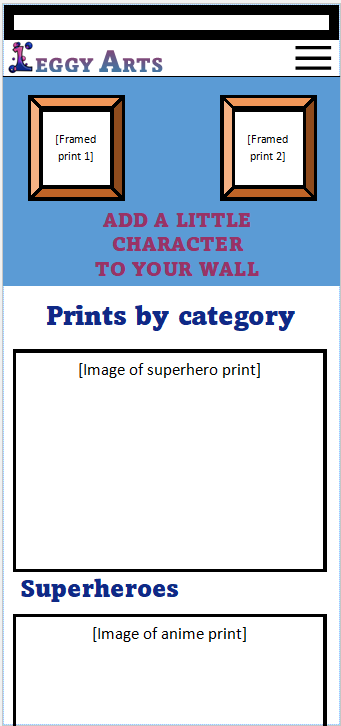 Leggy Arts
[Framed print 1]
[Framed print 2]
ADD A LITTLE
CHARACTER
TO YOUR WALL
Prints by category
[Image of superhero print]
Superheroes
[Image of anime print]